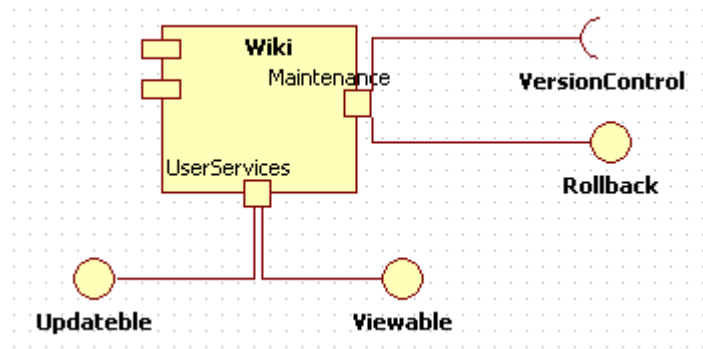 Wiki
Maintenance
VersionControl
UserServices
Rollback
Updateble
Viewable